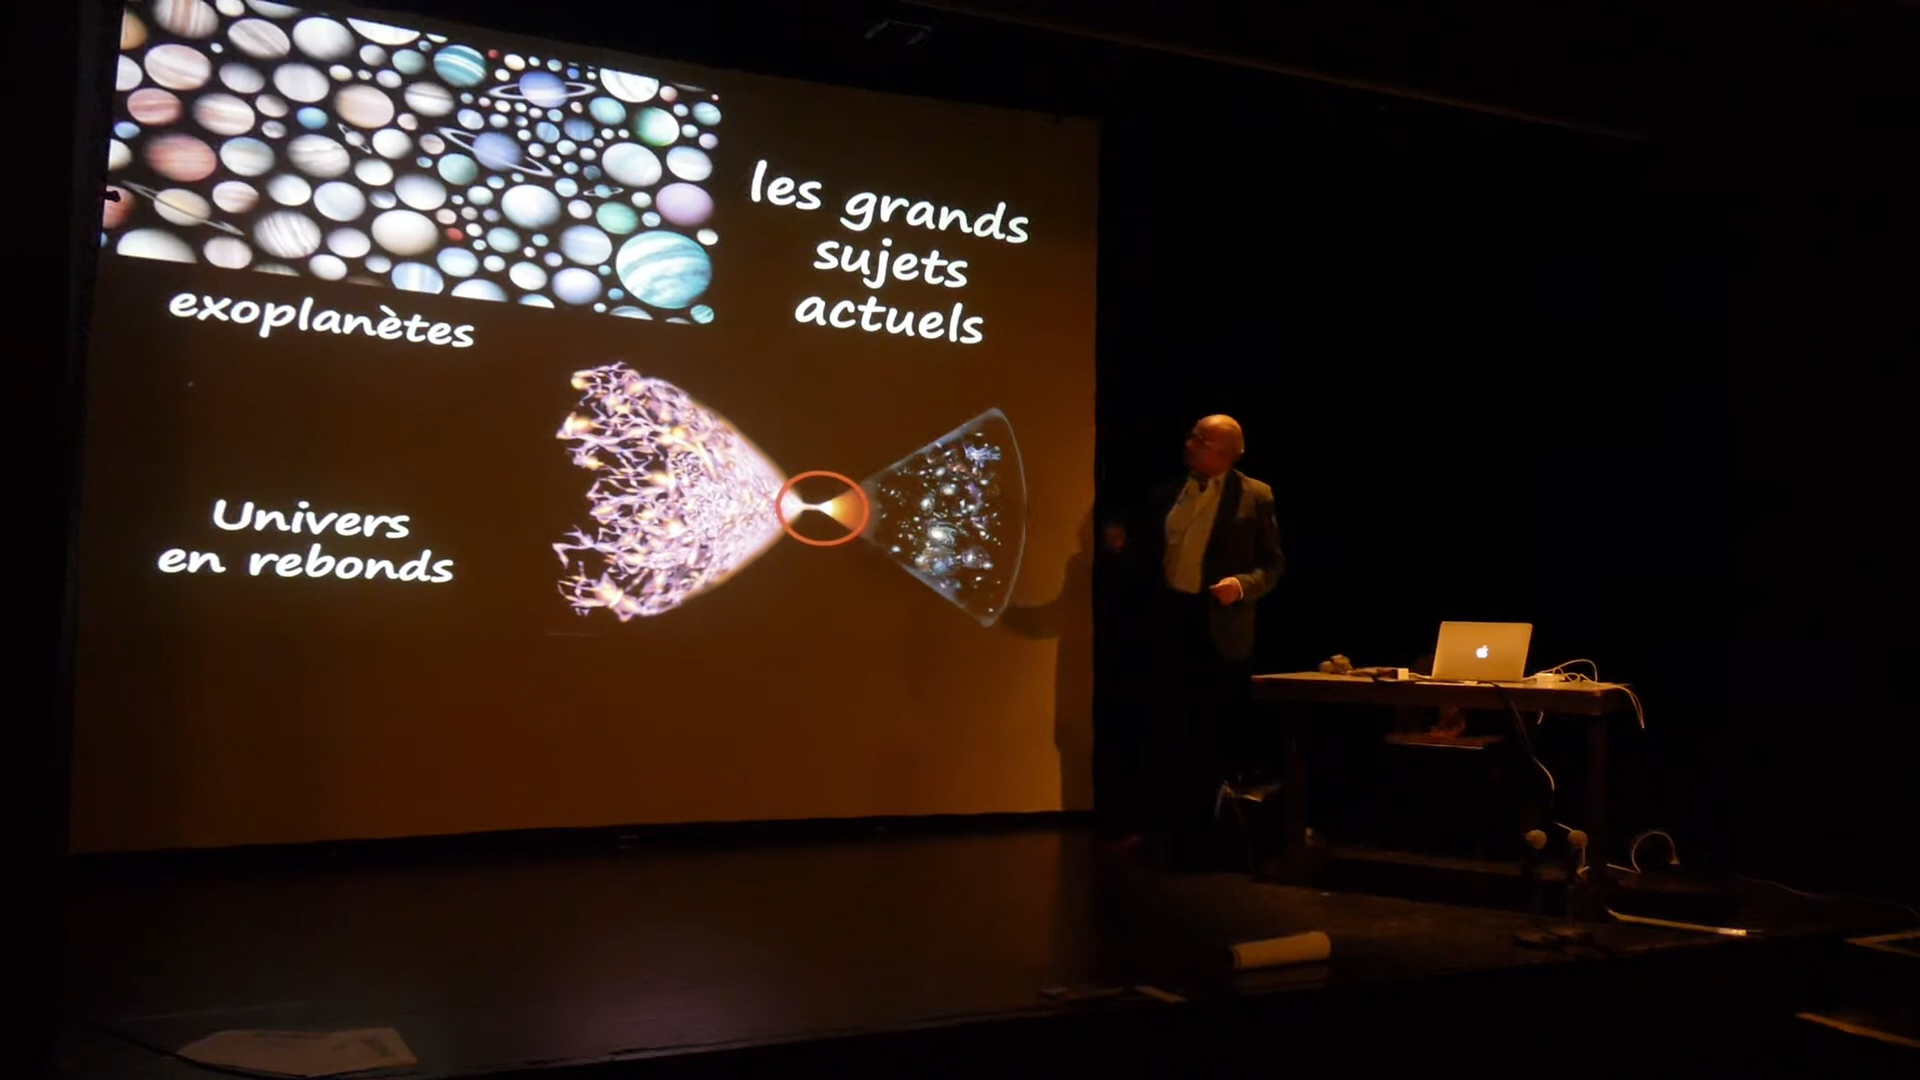 les grands
sujets
actuels
exoplanètes
Univers
en rebonds